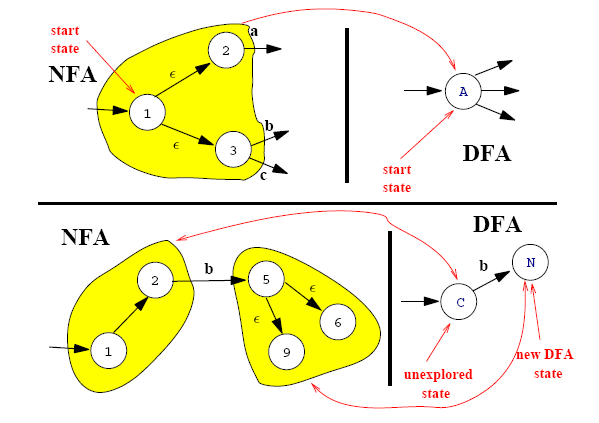 start
state
NFA
a
2
ϵ
1
ϵ
3
b
c
A
DFA
start
state
NFA
2
b
5
ϵ
ϵ
6
1
9
DFA
b
N
C
unexplored
state
new DFA
state